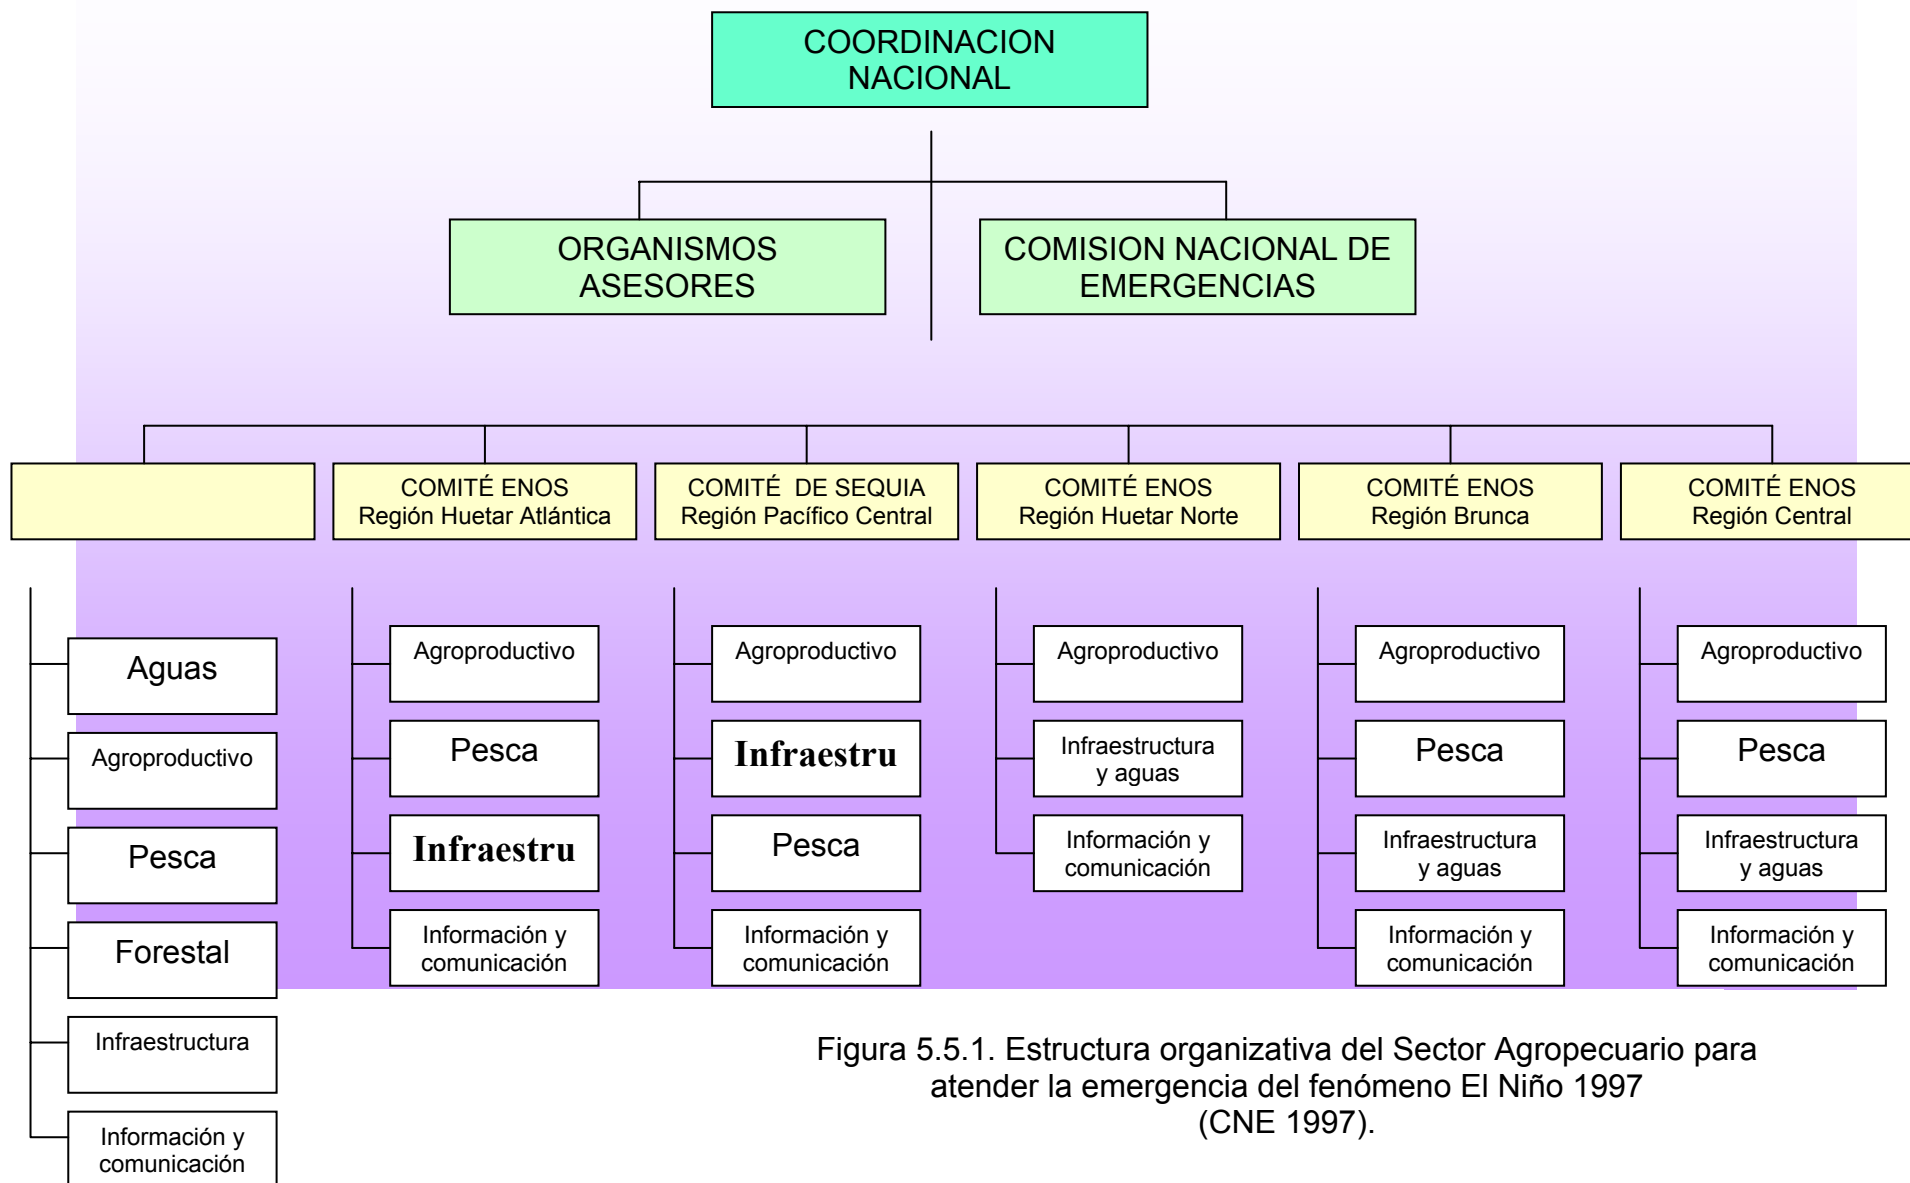 COORDINACION
NACIONAL
ORGANISMOS
ASESORES
COMISION NACIONAL DE
EMERGENCIAS
COMITÉ ENOS
Región Huetar Atlántica
COMITÉ DE SEQUIA
Región Pacífico Central
COMITÉ ENOS
Región Huetar Norte
COMITÉ ENOS
Región Brunca
COMITÉ ENOS
Región Central
Aguas
Agroproductivo
Pesca
Forestal
Infraestructura
Información y
comunicación
Agroproductivo
Pesca
Infraestru
Información y
comunicación
Agroproductivo
Infraestru
Pesca
Información y
comunicación
Agroproductivo
Infraestructura
y aguas
Información y
comunicación
Agroproductivo
Pesca
Infraestructura
y aguas
Información y
comunicación
Agroproductivo
Pesca
Infraestructura
y aguas
Información y
comunicación
Figura 5.5.1. Estructura organizativa del Sector Agropecuario para
atender la emergencia del fenómeno El Niño 1997
(CNE 1997).